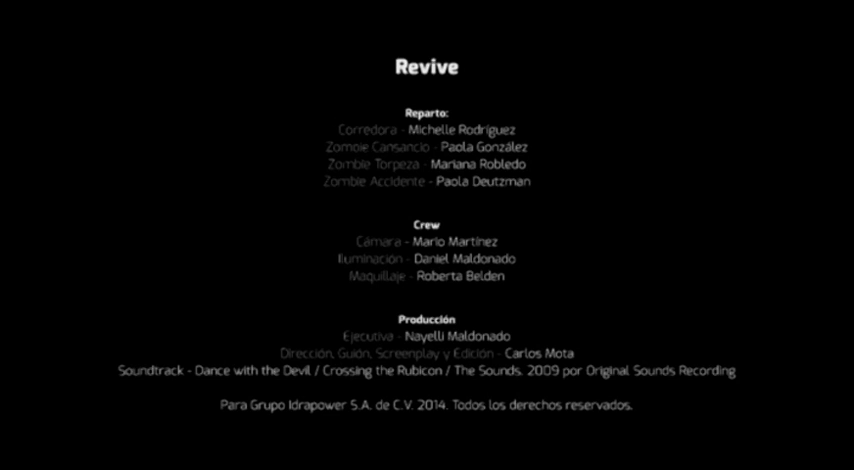 Revive
Reparto:
Corredora - Michelle Rodríguez
Zombie Cansancio - Paola González
Zombie Torpeza - Mariana Robledo
Zombie Accidente - Paola Deutzman
Crew
Cámara - Mario Martínez
Iluminación - Daniel Maldonado
Maquillaje - Roberta Belden
Producción
Ejecutiva - Nayelli Maldonado
Dirección, Guión, Screenplay y Edición - Carlos Mota
Soundtrack - Dance with the Devil / Crossing the Rubicon / The Sounds. 2009 por Original Sounds Recording
Para Grupo Idrapower S.A. de C.V. 2014. Todos los derechos reservados.